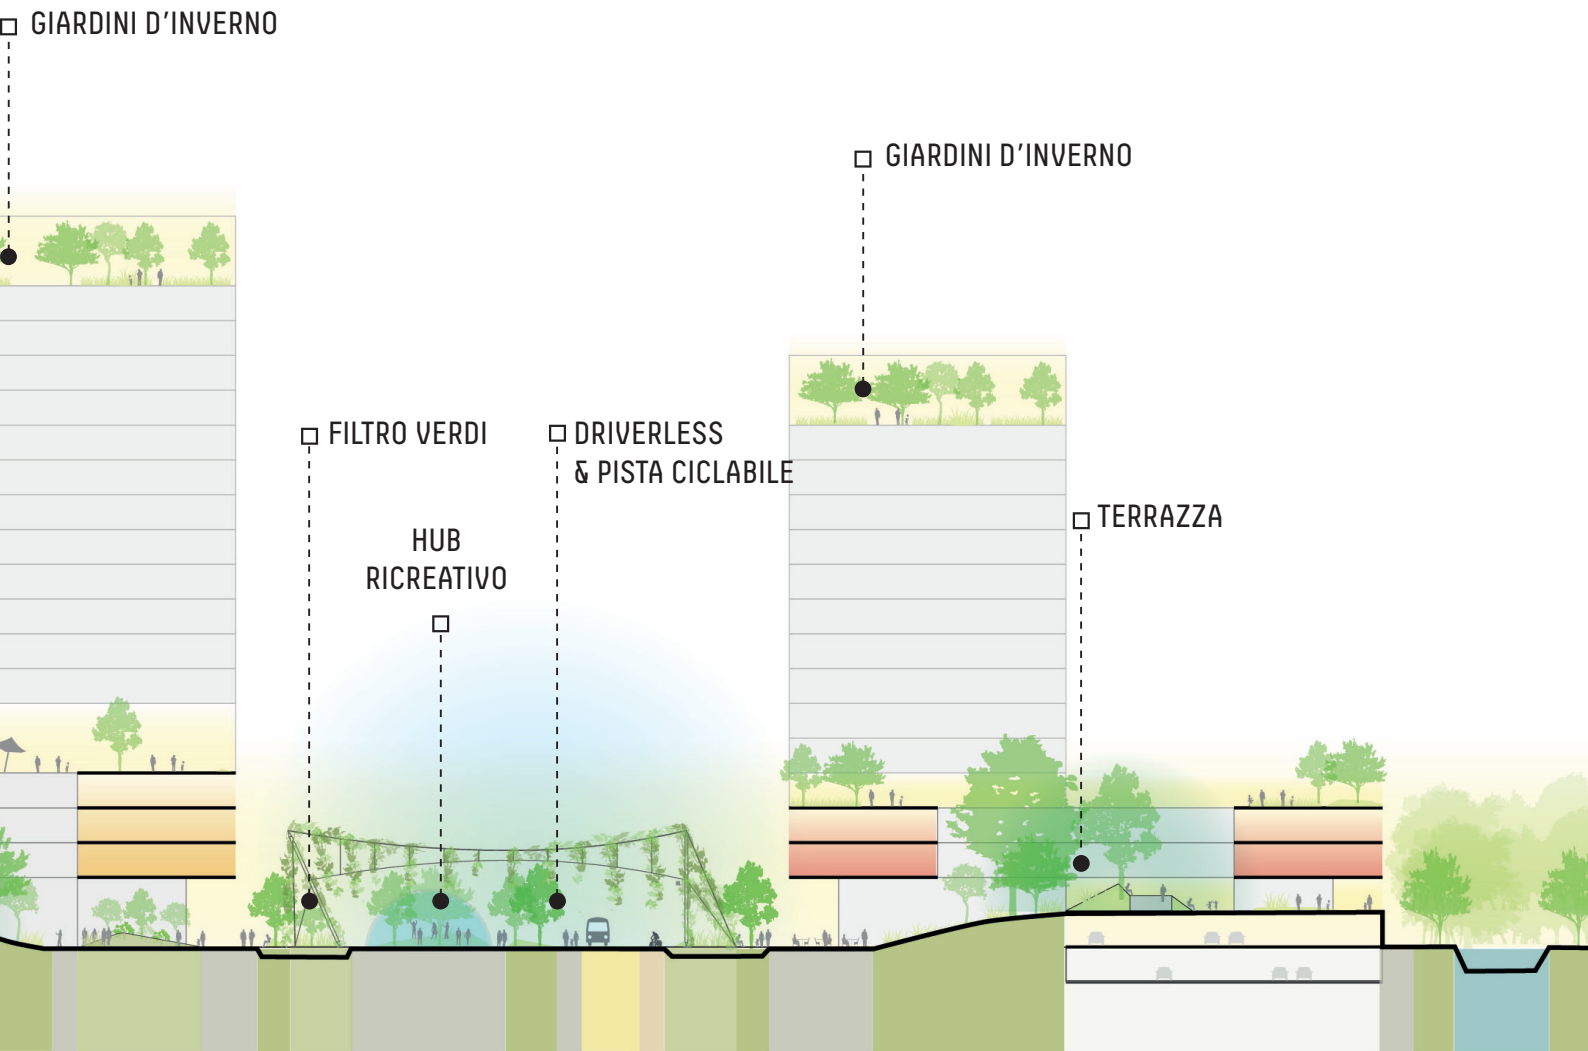 GIARDINI D'INVERNO
GIARDINI D'INVERNO
FILTRO VERDI
DRIVERLESS
& PISTA CICLABILE
HUB
RICREATIVO
TERRAZZA